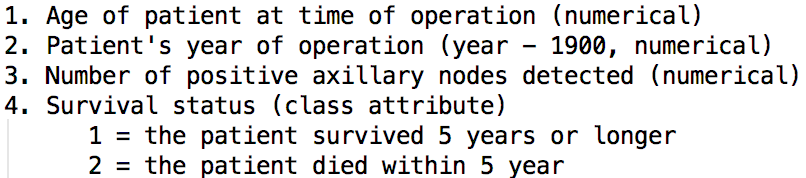 1. Age of patient at time of operation (numerical)
2. Patient's year of operation (year – 1900, numerical)
3. Number of positive axillary nodes detected (numerical)
4. Survival status (class attribute)
1 = the patient survived 5 years or longer
2 = the patient died within 5 year